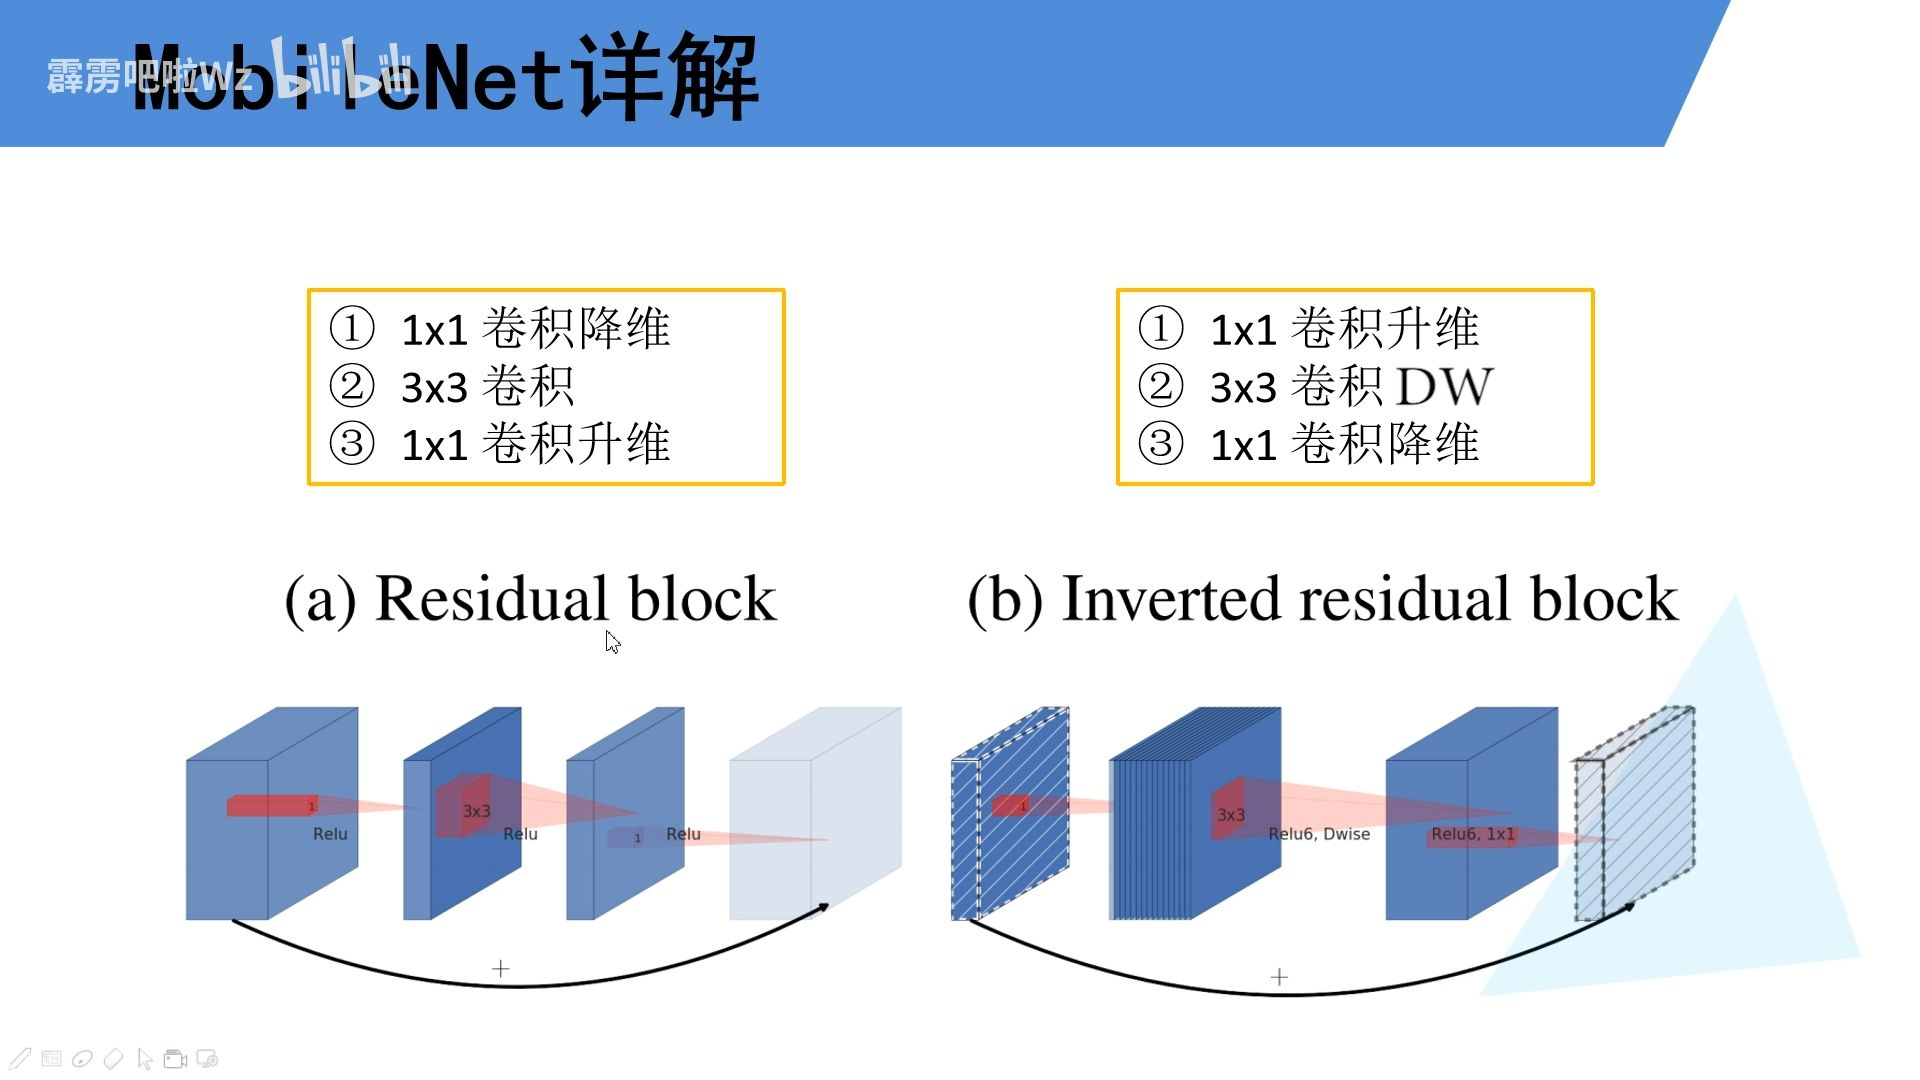 MobileNet详解
霹雳吧啦Wz bilibili
① 1x1 卷积降维
② 3x3 卷积
③ 1x1 卷积升维
① 1x1 卷积升维
② 3x3 卷积 DW
③ 1x1 卷积降维
(a) Residual block
(b) Inverted residual block
1
Relu
3x3
Relu
1
Relu
+
1
3x3
Relu6, Dwise
Relu6, 1x1
+